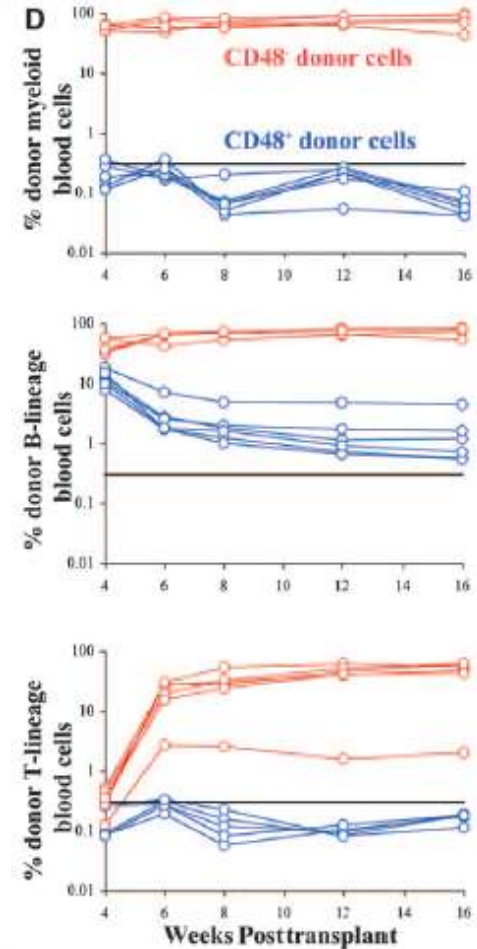 D
% donor myeloid
blood cells
100
10
1
0.1
0.01
CD48⁻ donor cells
CD48⁺ donor cells
4 6 8 10 12 14 16
% donor B-lineage
blood cells
100
10
1
0.1
0.01
4 6 8 10 12 14 16
% donor T-lineage
blood cells
100
10
1
0.1
0.01
4 6 8 10 12 14 16
Weeks Posttransplant